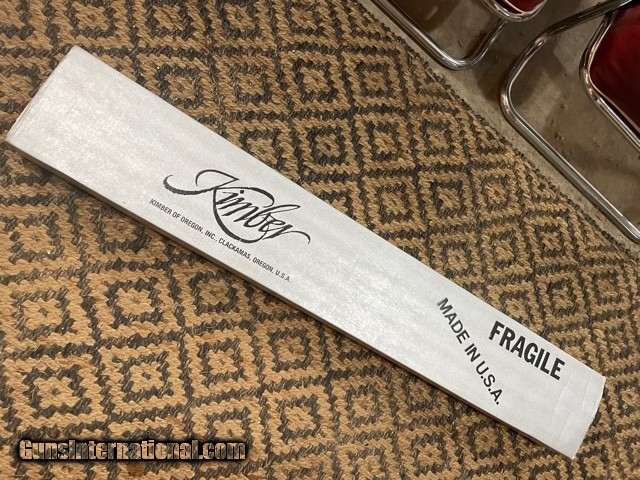 Kimber
KIMBER OF OREGON, INC., CLACKAMAS, OREGON, U.S.A.
FRAGILE
MADE IN U.S.A.
GunsInternational.com